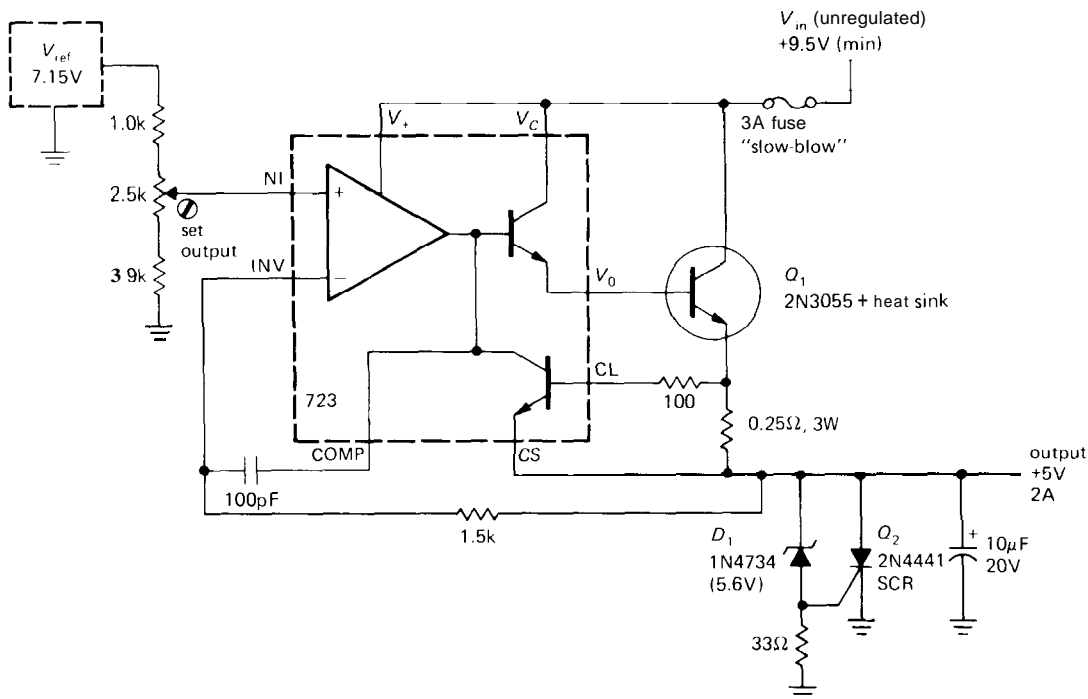 V_in (unregulated)
+9.5V (min)
V_ref
7.15V
1.0k
V_+
V_C
3A fuse
"slow-blow"
NI
+
2.5k
set
output
INV
−
3 9k
V_0
Q_1
2N3055 + heat sink
CL
723
100
0.25Ω, 3W
COMP
CS
output
+5V
2A
100pF
1.5k
D_1
1N4734
(5.6V)
Q_2
2N4441
SCR
+
10µF
20V
33Ω